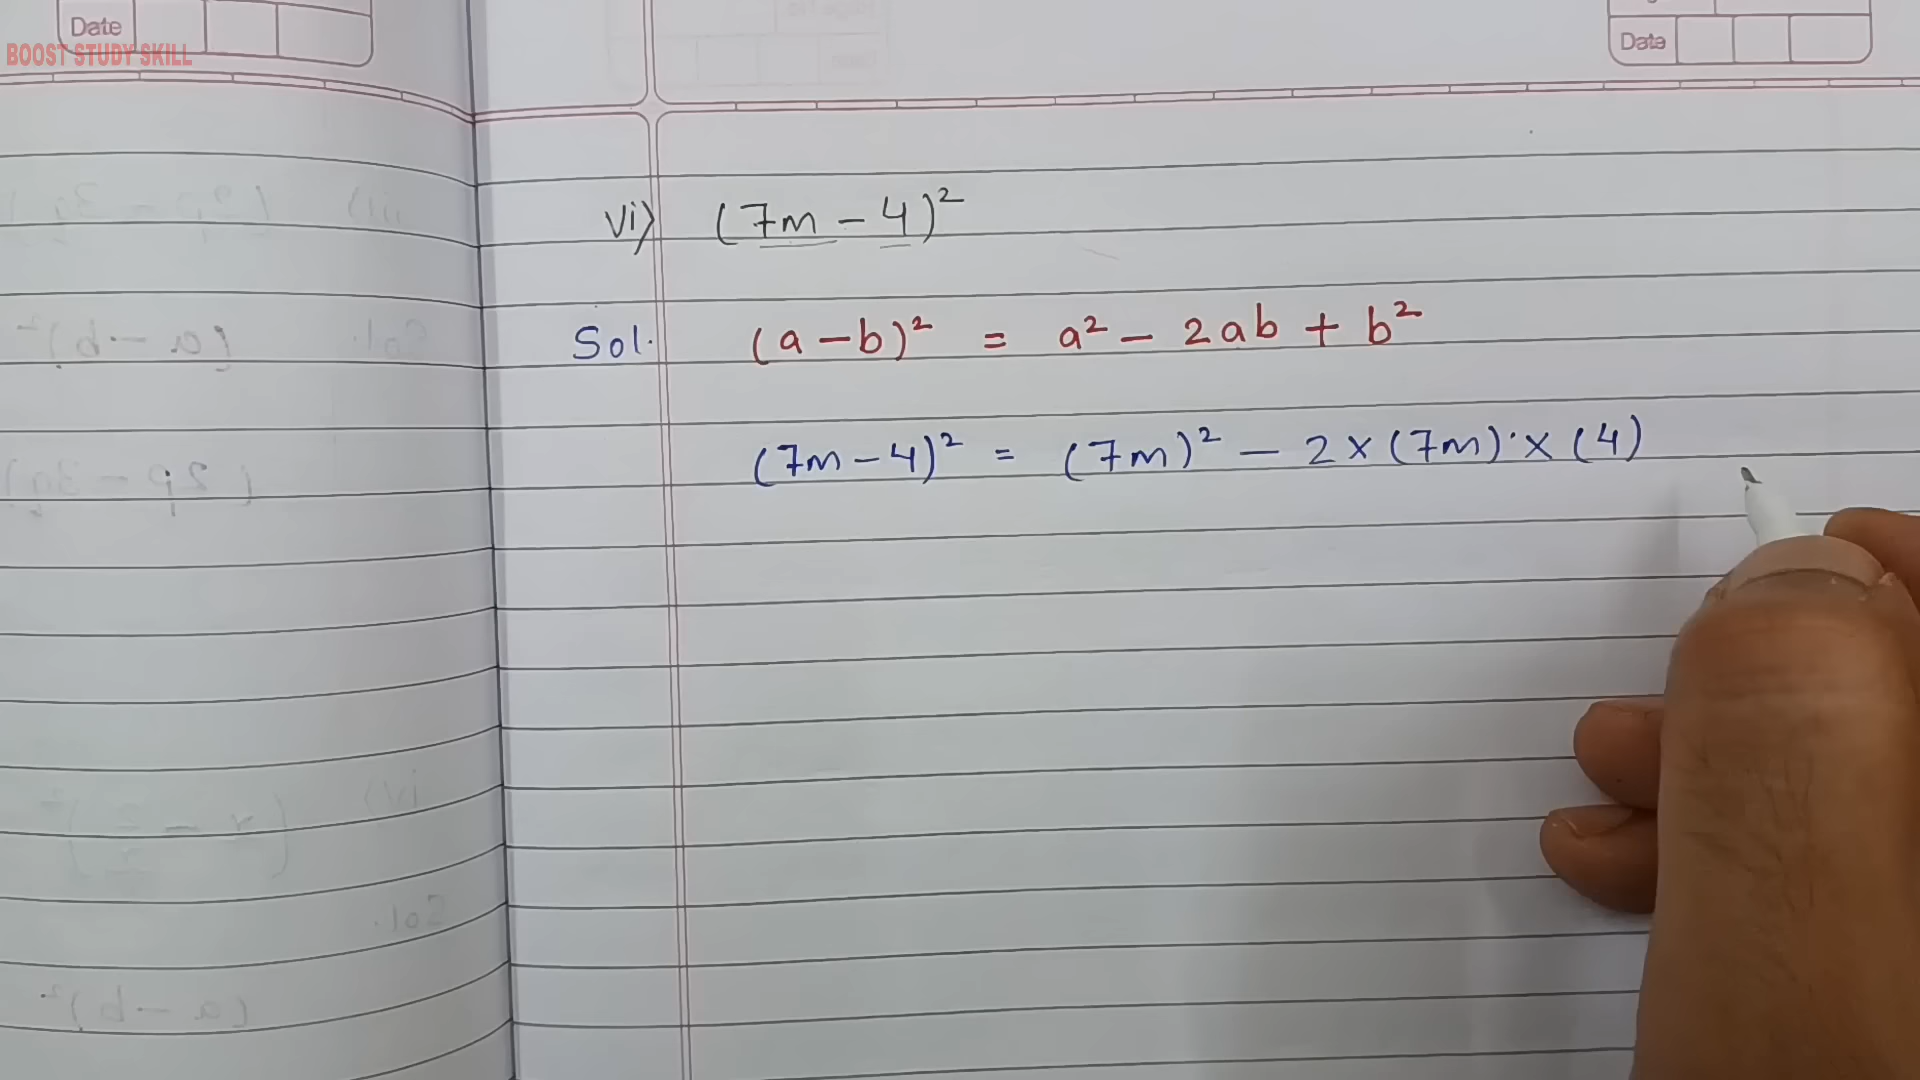 Date
BOOST STUDY SKILL
Date
vi) (7m - 4)²
Sol. (a - b)² = a² - 2ab + b²
(7m - 4)² = (7m)² - 2 × (7m) × (4)